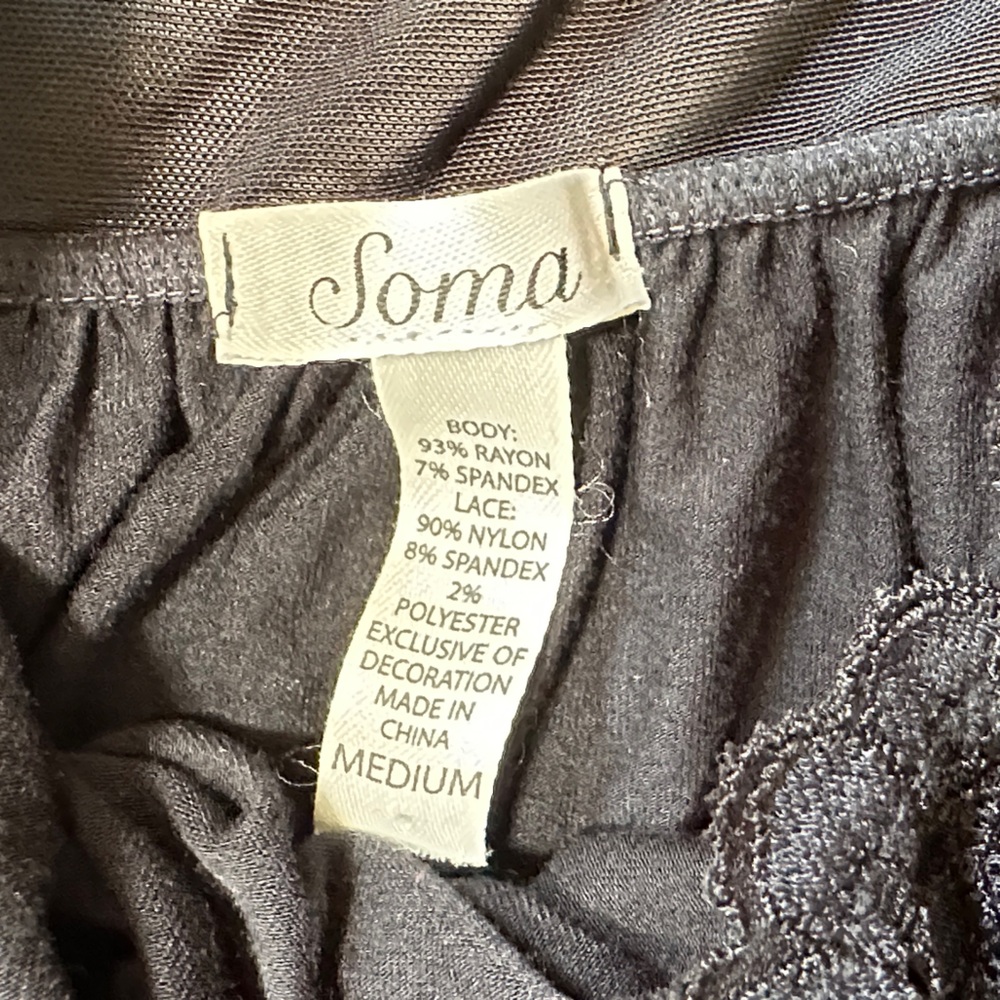 Soma
BODY:
93% RAYON
7% SPANDEX
LACE:
90% NYLON
8% SPANDEX
2%
POLYESTER
EXCLUSIVE OF
DECORATION
MADE IN
CHINA
MEDIUM